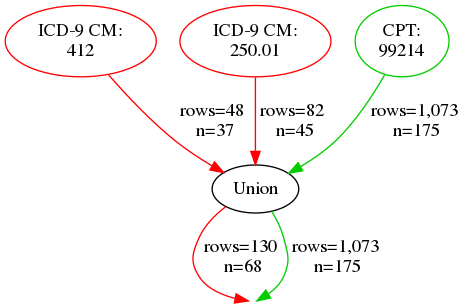 ICD-9 CM:
412
ICD-9 CM:
250.01
CPT:
99214
rows=48
n=37
rows=82
n=45
rows=1,073
n=175
Union
rows=130
n=68
rows=1,073
n=175